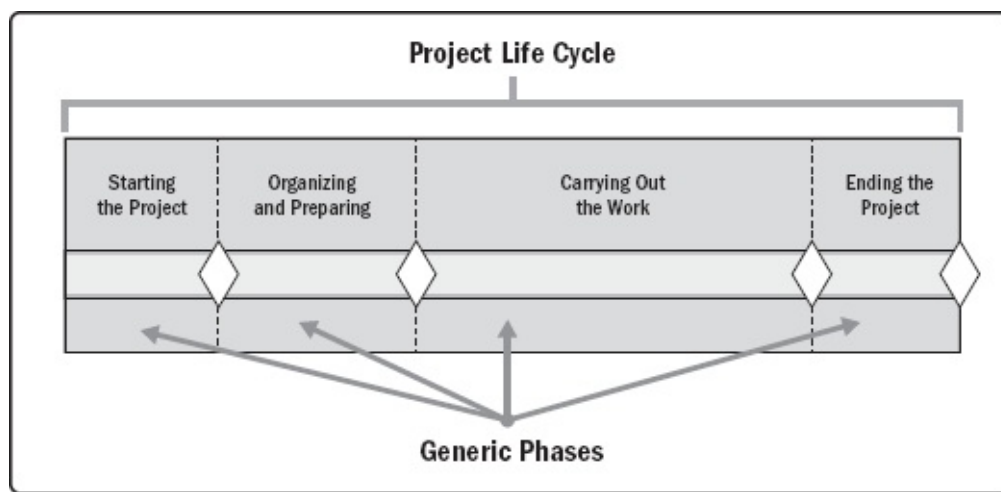 Project Life Cycle
Starting
the Project
Organizing
and Preparing
Carrying Out
the Work
Ending the
Project
Generic Phases